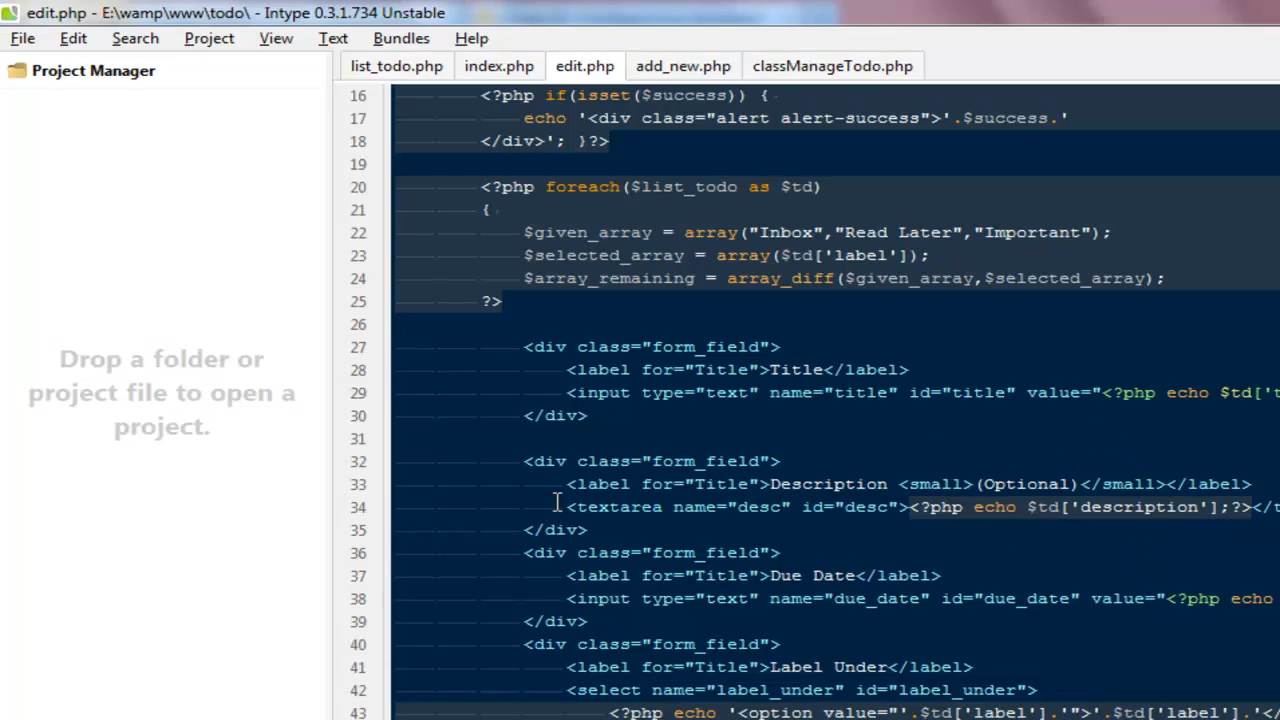 edit.php - E:\wamp\www\todo\ - Intype 0.3.1.734 Unstable
File Edit Search Project View Text Bundles Help
Project Manager
list_todo.php index.php edit.php add_new.php classManageTodo.php
Drop a folder or
project file to open a
project.
16 <?php if(isset($success)) {
17 echo '<div class="alert alert-success">'.$success.'
18 </div>'; }?>
19
20 <?php foreach($list_todo as $td)
21 {
22 $given_array = array("Inbox","Read Later","Important");
23 $selected_array = array($td['label']);
24 $array_remaining = array_diff($given_array,$selected_array);
25 ?>
26
27 <div class="form_field">
28 <label for="Title">Title</label>
29 <input type="text" name="title" id="title" value="<?php echo $td['t
30 </div>
31
32 <div class="form_field">
33 <label for="Title">Description <small>(Optional)</small></label>
34 <textarea name="desc" id="desc"><?php echo $td['description'];?></t
35 </div>
36 <div class="form_field">
37 <label for="Title">Due Date</label>
38 <input type="text" name="due_date" id="due_date" value="<?php echo
39 </div>
40 <div class="form_field">
41 <label for="Title">Label Under</label>
42 <select name="label_under" id="label_under">
43 <?php echo '<option value="'.$td['label'].'">'.$td['label'].'</